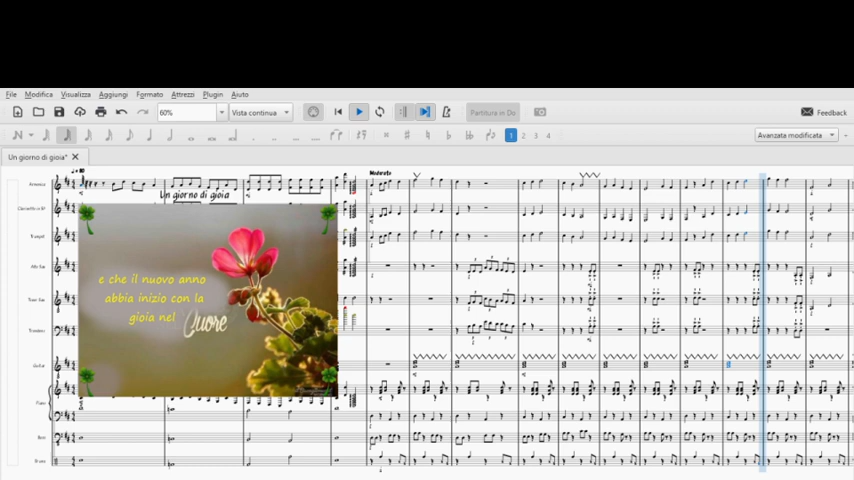 File Modifica Visualizza Aggiungi Formato Attrezzi Plugin Aiuto
60% Vista continua Partitura in Do Feedback
1 2 3 4 Avanzata modificata
Un giorno di gioia*
Moderato
Un giorno di gioia
e che il nuovo anno
abbia inizio con la
gioia nel Cuore
Guitar
Piano